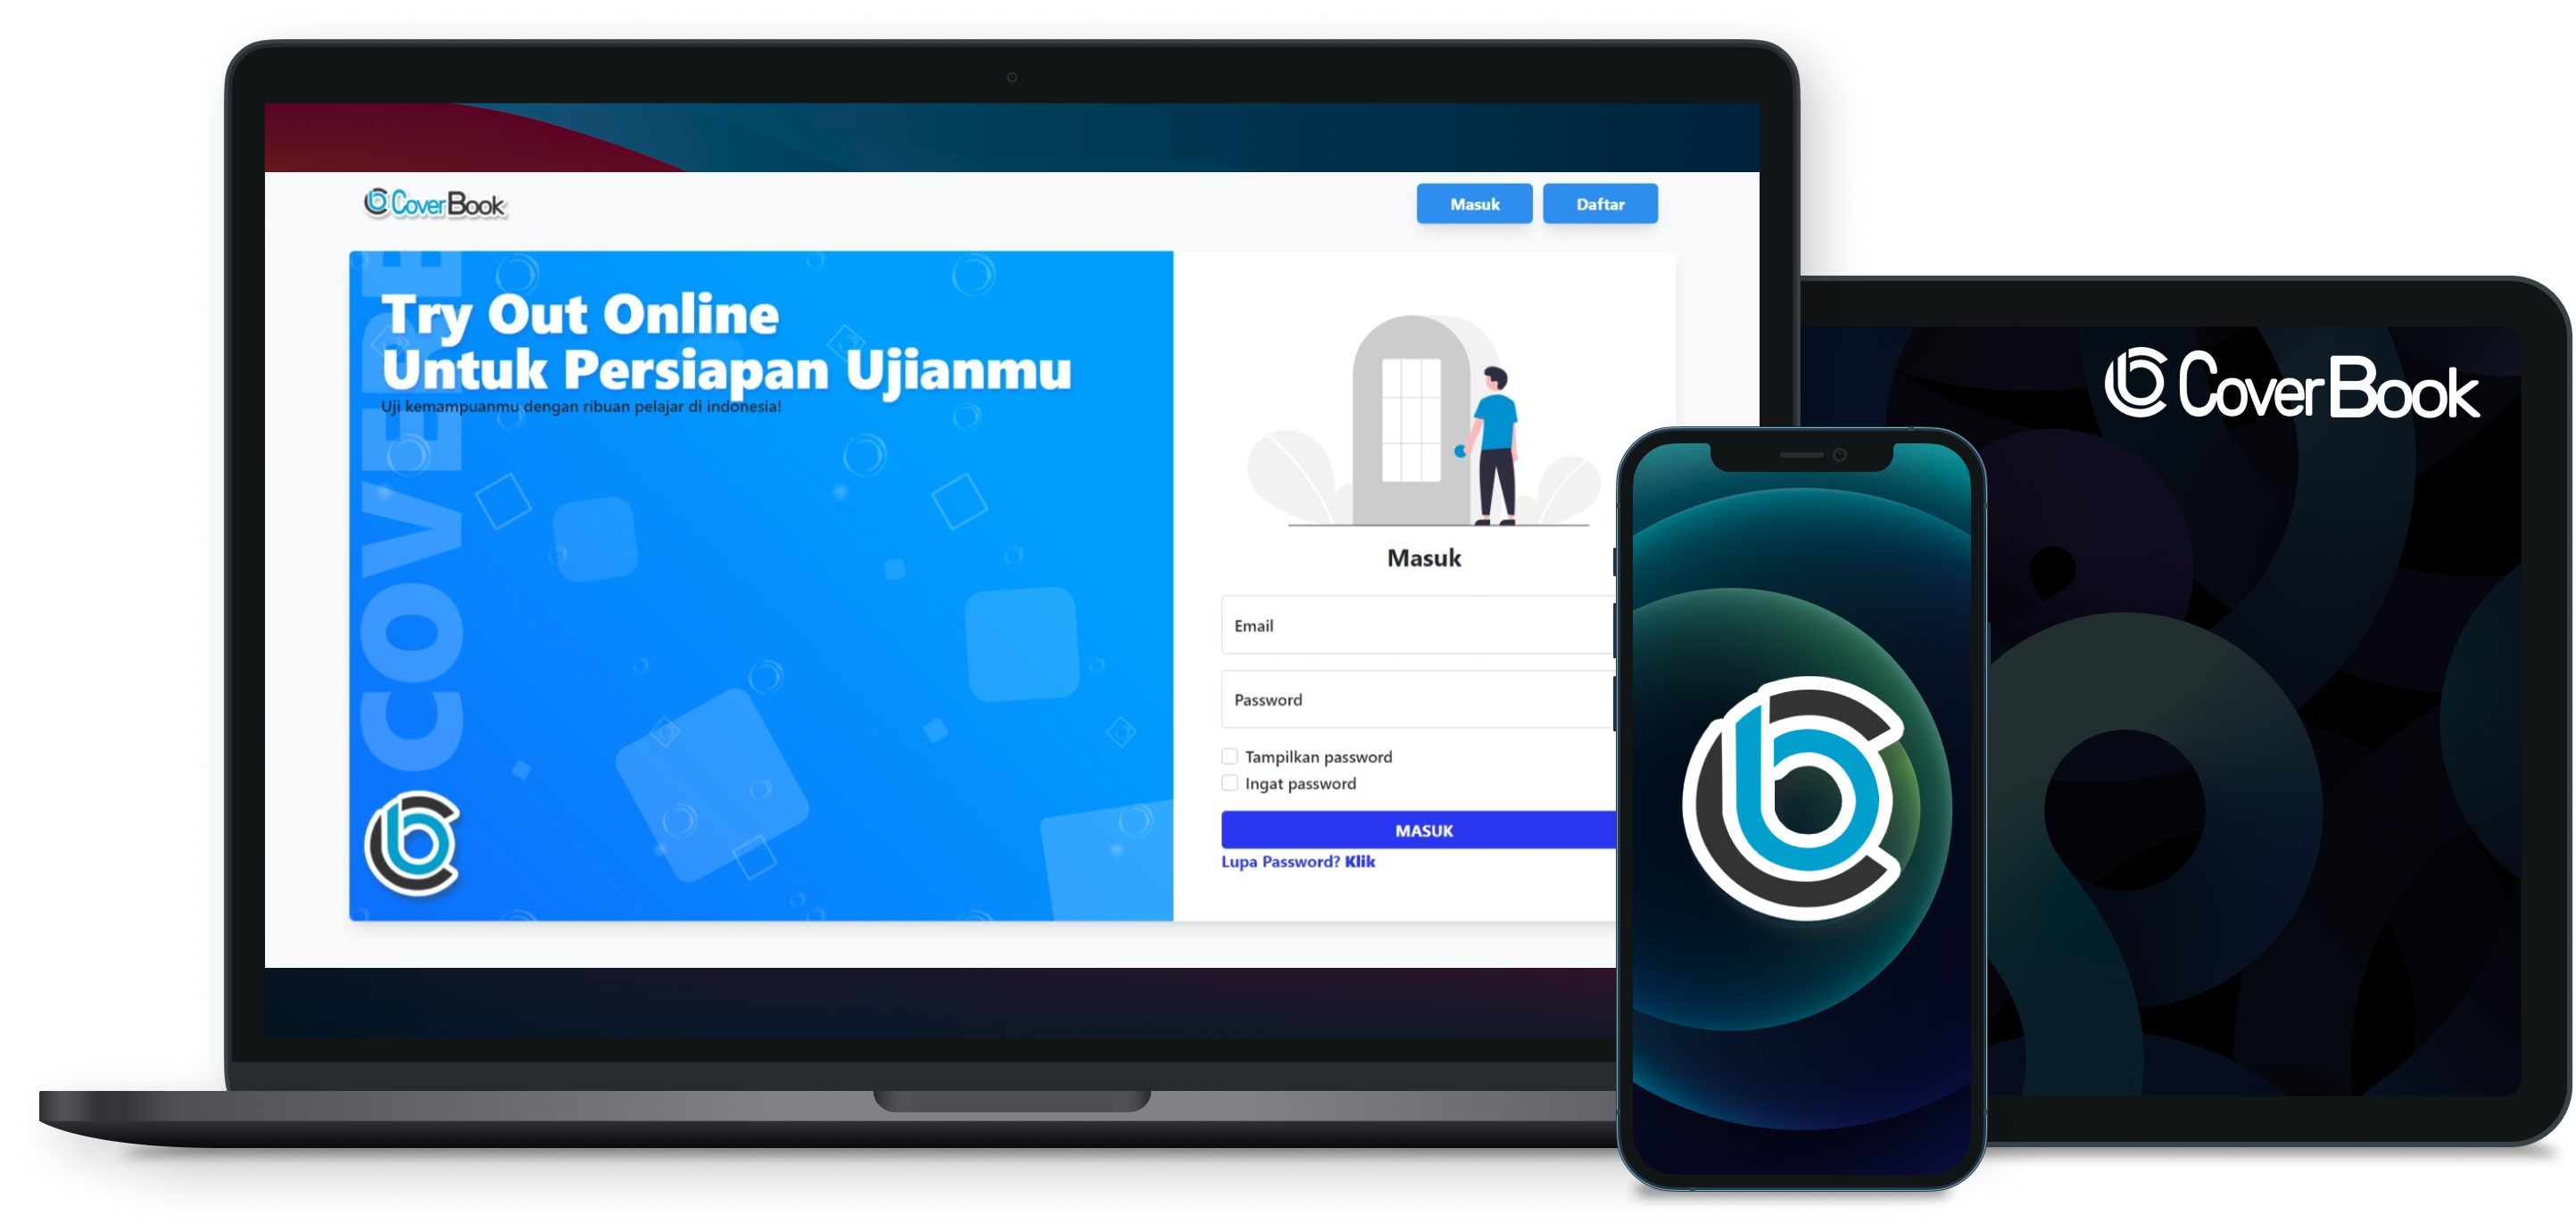 CoverBook
Masuk
Daftar
COVERB
Try Out Online
Untuk Persiapan Ujianmu
Uji kemampuanmu dengan ribuan pelajar di indonesia!
Masuk
Email
Password
Tampilkan password
Ingat password
MASUK
Lupa Password? Klik
CoverBook